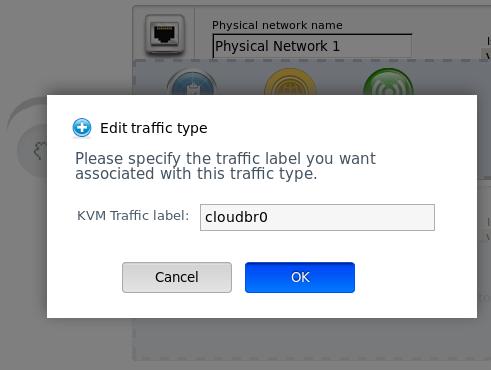 Physical network name
Physical Network 1
Edit traffic type
Please specify the traffic label you want
associated with this traffic type.
KVM Traffic label: cloudbr0
Cancel OK